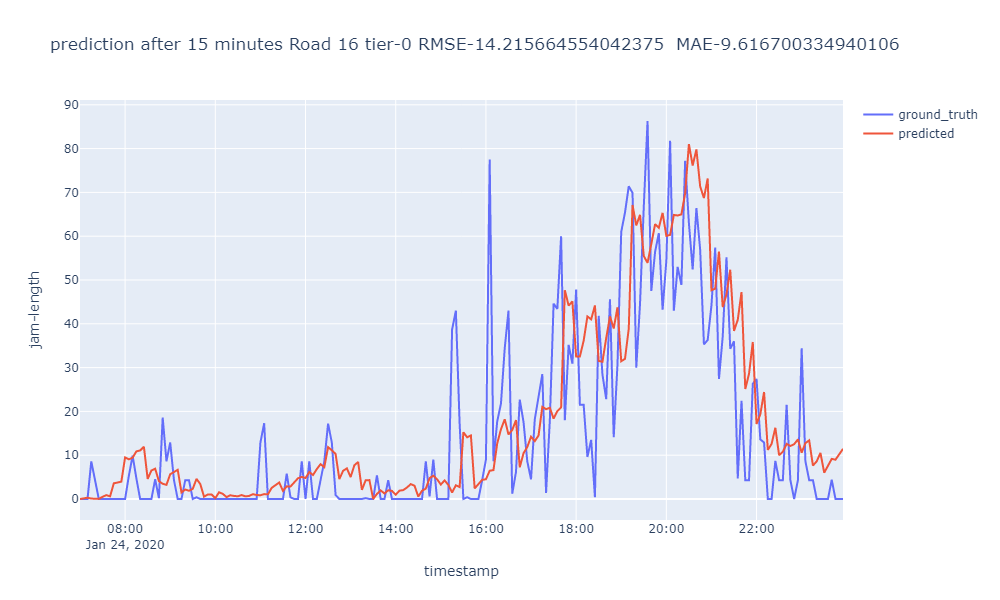 prediction after 15 minutes Road 16 tier-0 RMSE-14.215664554042375  MAE-9.616700334940106
ground_truth
predicted
jam-length
90
80
70
60
50
40
30
20
10
0
08:00 10:00 12:00 14:00 16:00 18:00 20:00 22:00
Jan 24, 2020
timestamp